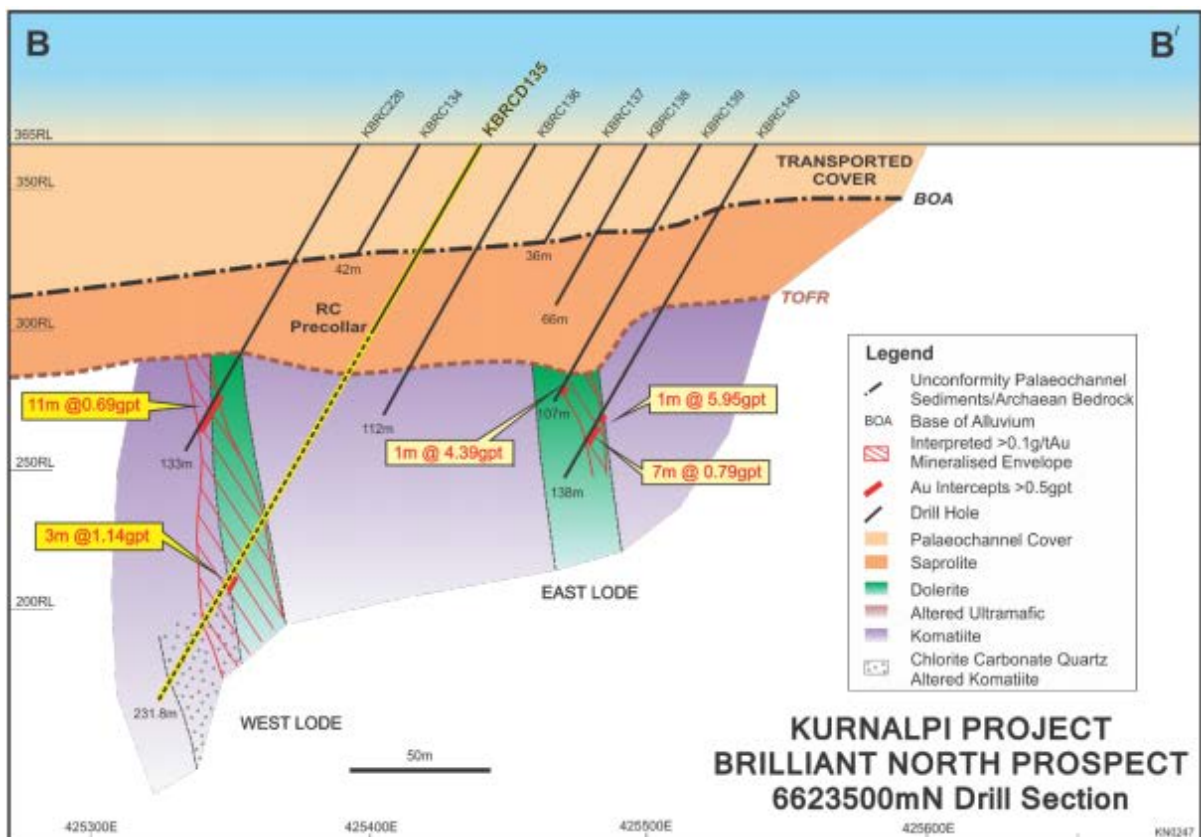 B
B'
KBRC226
KBRC134
KBRCD135
KBRC136
KBRC137
KBRC138
KBRC139
KBRC140
365RL
TRANSPORTED
COVER
350RL
BOA
42m
36m
RC
Precollar
66m
TOFR
300RL
11m @0.69gpt
107m
1m @ 5.95gpt
112m
1m @ 4.39gpt
133m
250RL
7m @ 0.79gpt
138m
3m @1.14gpt
200RL
EAST LODE
231.8m
WEST LODE
50m
Legend
Unconformity Palaeochannel
Sediments/Archaean Bedrock
BOA Base of Alluvium
Interpreted >0.1g/tAu
Mineralised Envelope
Au Intercepts >0.5gpt
Drill Hole
Palaeochannel Cover
Saprolite
Dolerite
Altered Ultramafic
Komatiite
Chlorite Carbonate Quartz
Altered Komatiite
KURNALPI PROJECT
BRILLIANT NORTH PROSPECT
6623500mN Drill Section
425300E
425400E
425500E
425600E
KN0247